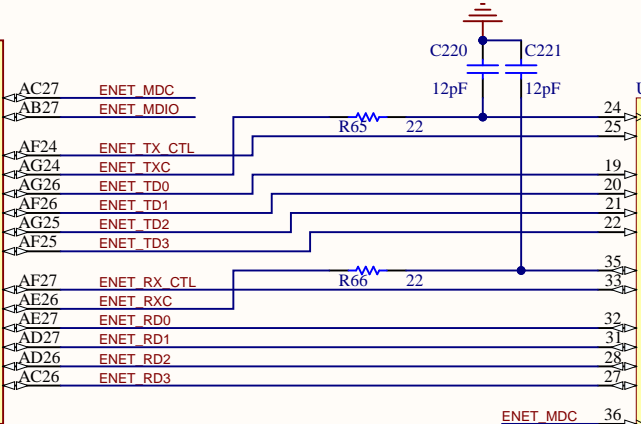 C220 C221
12pF 12pF
AC27 ENET_MDC
AB27 ENET_MDIO 24
R65 22 25
AF24 ENET_TX_CTL
AG24 ENET_TXC 19
AG26 ENET_TD0 20
AF26 ENET_TD1 21
AG25 ENET_TD2 22
AF25 ENET_TD3
35
AF27 ENET_RX_CTL R66 22 33
AE26 ENET_RXC
AE27 ENET_RD0 32
AD27 ENET_RD1 31
AD26 ENET_RD2 28
AC26 ENET_RD3 27
ENET_MDC 36